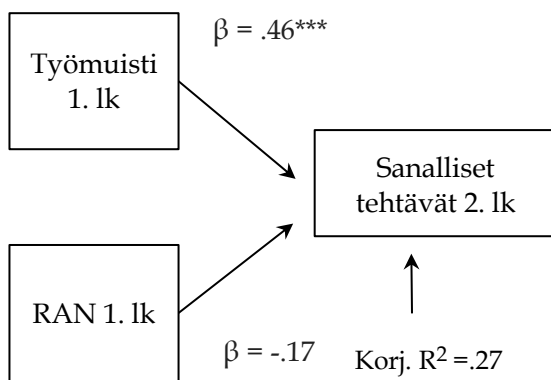 β = .46***
Työmuisti
1. lk
Sanalliset
tehtävät 2. lk
RAN 1. lk
β = -.17
Korj. R² =.27